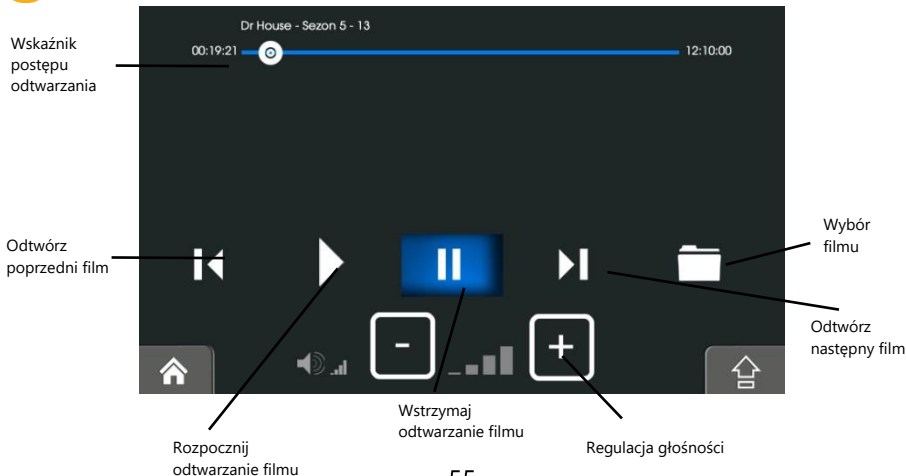 Dr House - Sezon 5 - 13
Wskaźnik
postępu
odtwarzania
00:19:21
12:10:00
Odtwórz
poprzedni film
Wybór
filmu
Odtwórz
następny film
-
+
Wstrzymaj
odtwarzanie filmu
Rozpocznij
odtwarzanie filmu
Regulacja głośności